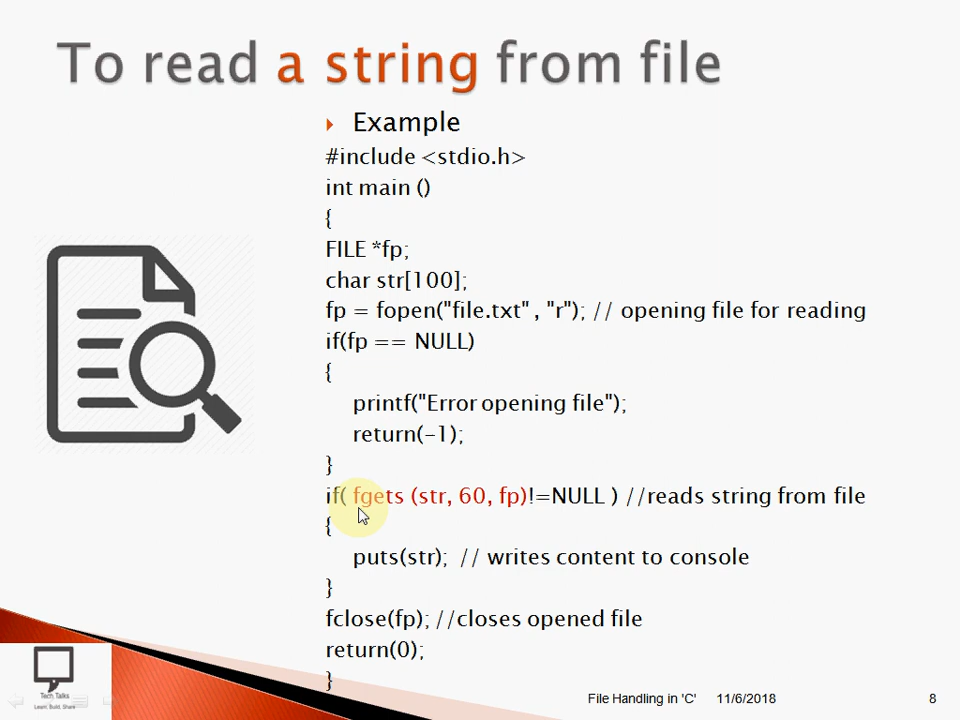 To read a string from file
Example
#include <stdio.h>
int main ()
{
FILE *fp;
char str[100];
fp = fopen("file.txt" , "r"); // opening file for reading
if(fp == NULL)
{
printf("Error opening file");
return(-1);
}
if( fgets (str, 60, fp)!=NULL ) //reads string from file
{
puts(str); // writes content to console
}
fclose(fp); //closes opened file
return(0);
}
Tech Talks
Learn. Build. Share
File Handling in 'C' 11/6/2018 8